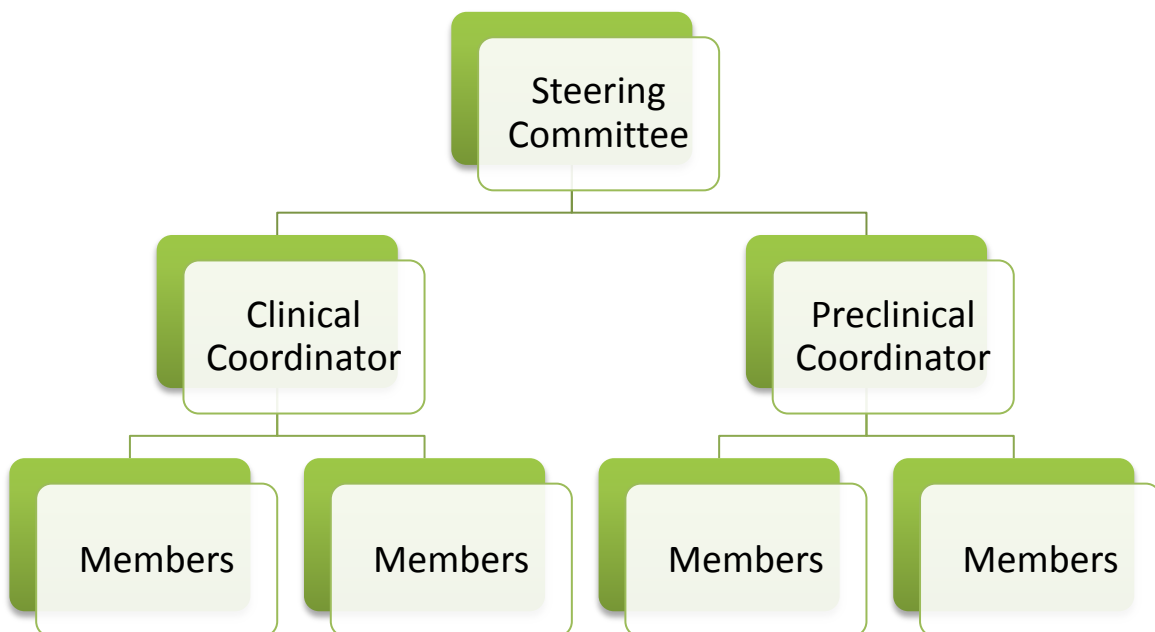 Steering
Committee
Clinical
Coordinator
Preclinical
Coordinator
Members
Members
Members
Members